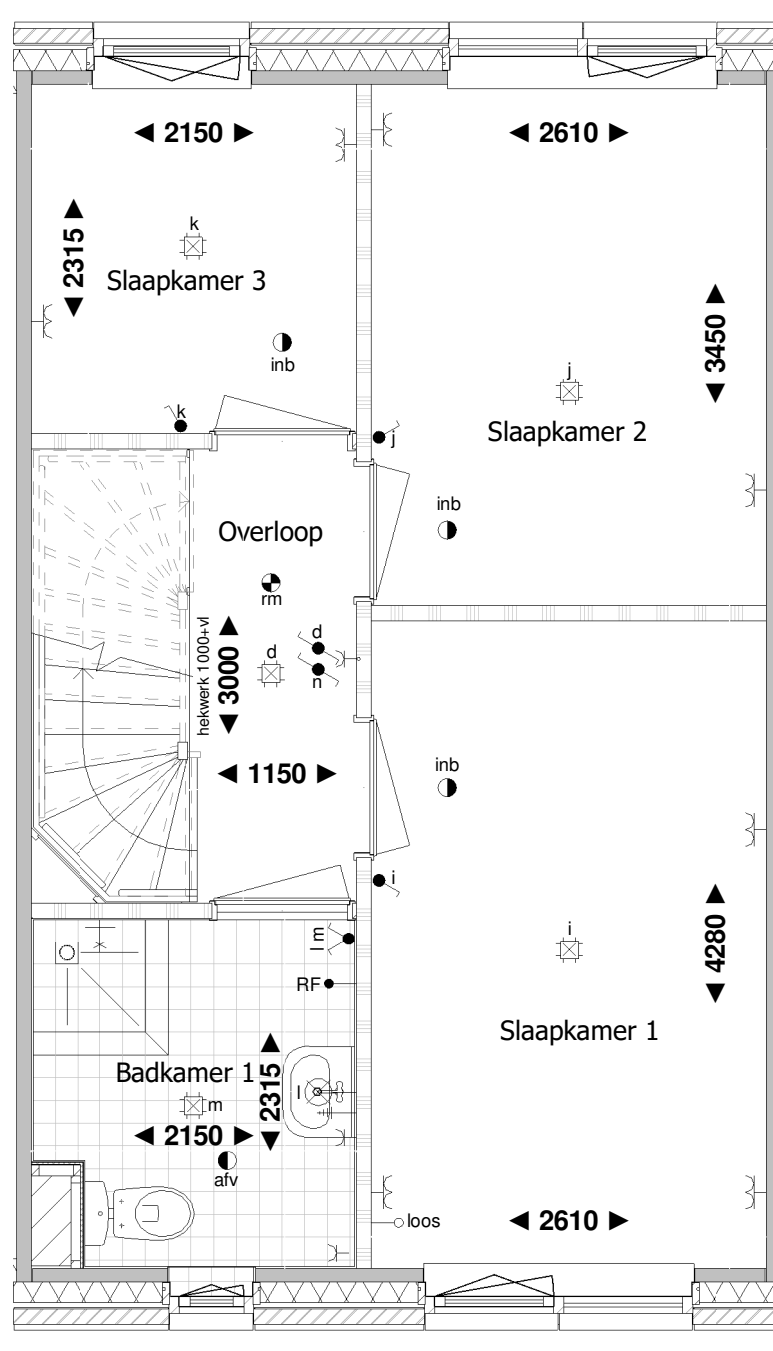 2150
2610
2315
k
Slaapkamer 3
3450
inb
j
Slaapkamer 2
k
j
inb
Overloop
rm
hekwerk 1000+vl
3000
d
d
n
1150
inb
i
l m
i
4280
RF
Slaapkamer 1
Badkamer 1
2315
l
m
2150
afv
loos
2610